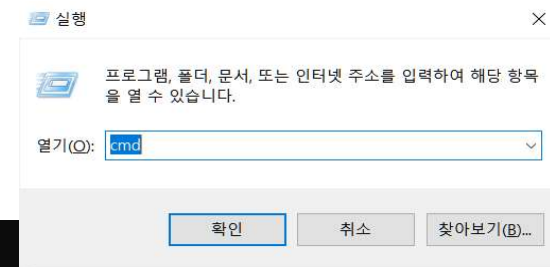 실행
프로그램, 폴더, 문서, 또는 인터넷 주소를 입력하여 해당 항목
을 열 수 있습니다.
열기(O): cmd
확인 취소 찾아보기(B)...